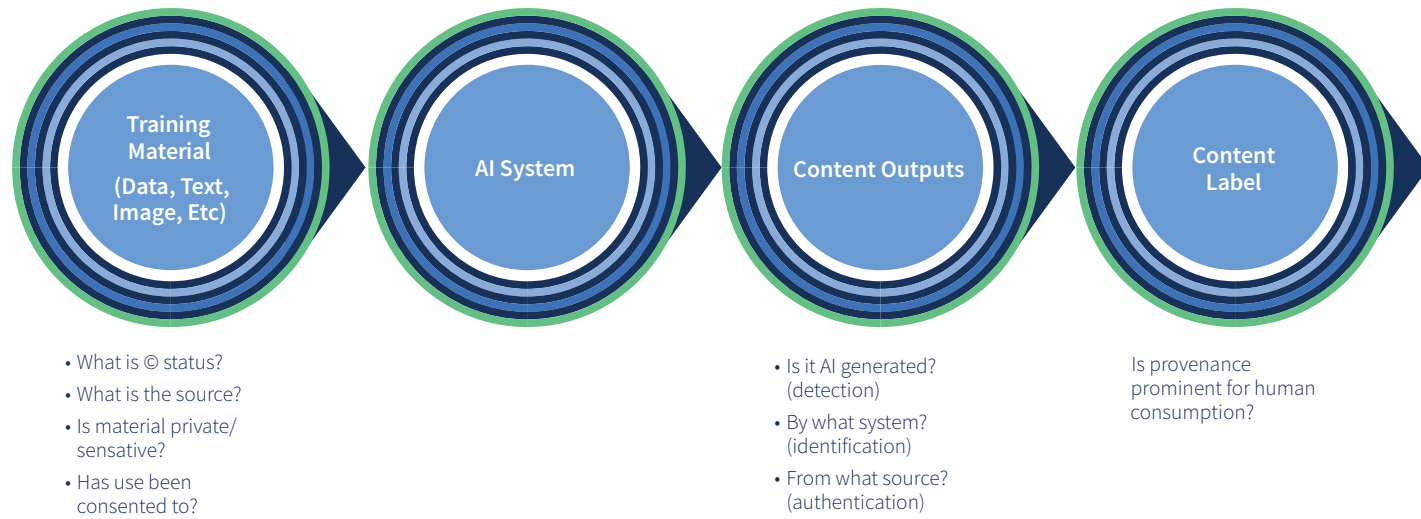 Training
Material
(Data, Text,
Image, Etc)
AI System
Content Outputs
Content
Label
• What is © status?
• What is the source?
• Is material private/
sensative?
• Has use been
consented to?
• Is it AI generated?
(detection)
• By what system?
(identification)
• From what source?
(authentication)
Is provenance
prominent for human
consumption?